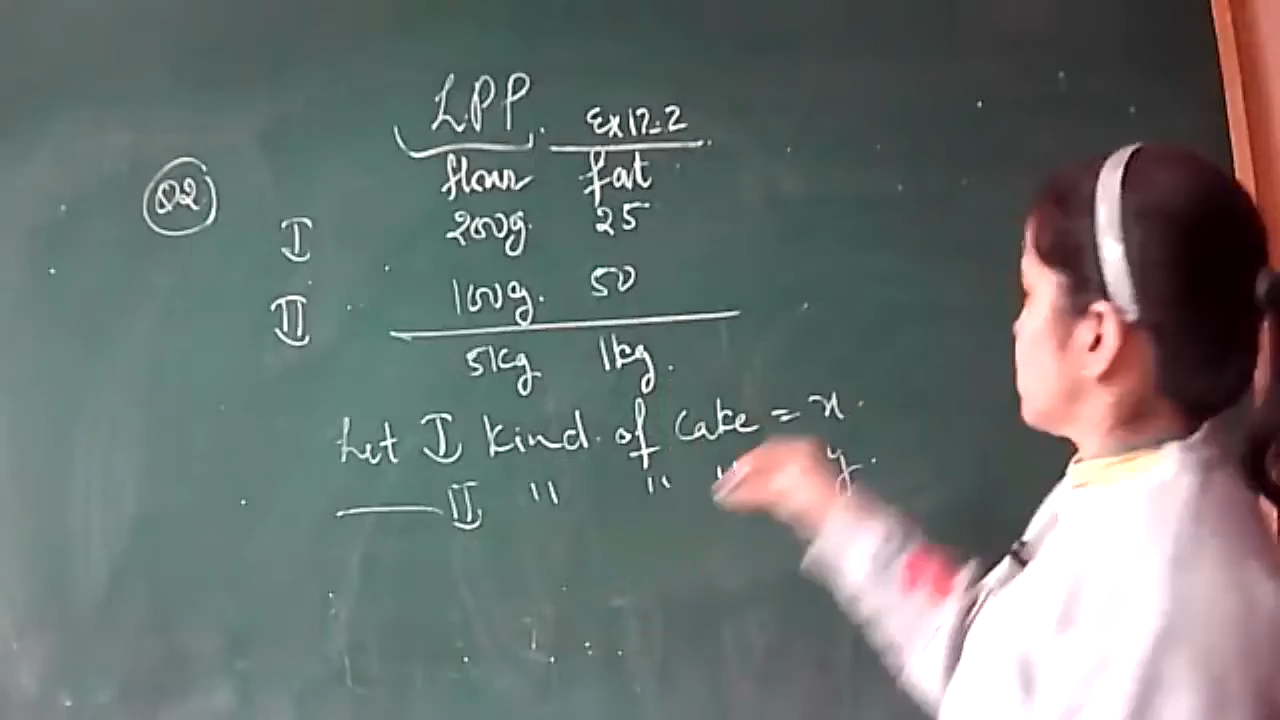 LPP. Ex 12.2
Q2 flour fat
I 200g. 25
II 100g. 50
5kg 1kg.
Let I kind of cake = x.
—— II " " " y.